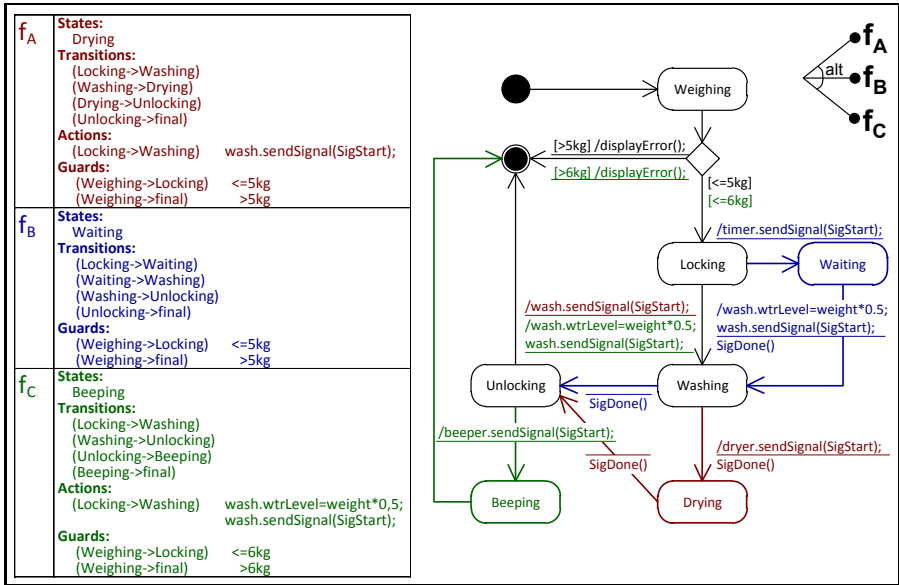 f_A
States:
Drying
Transitions:
(Locking->Washing)
(Washing->Drying)
(Drying->Unlocking)
(Unlocking->final)
Actions:
(Locking->Washing) wash.sendSignal(SigStart);
Guards:
(Weighing->Locking) <=5kg
(Weighing->final) >5kg
f_B
States:
Waiting
Transitions:
(Locking->Waiting)
(Waiting->Washing)
(Washing->Unlocking)
(Unlocking->final)
Guards:
(Weighing->Locking) <=5kg
(Weighing->final) >5kg
f_C
States:
Beeping
Transitions:
(Locking->Washing)
(Washing->Unlocking)
(Unlocking->Beeping)
(Beeping->final)
Actions:
(Locking->Washing) wash.wtrLevel=weight*0,5;
wash.sendSignal(SigStart);
Guards:
(Weighing->Locking) <=6kg
(Weighing->final) >6kg
Weighing
alt
f_A
f_B
f_C
[>5kg] /displayError();
[>6kg] /displayError();
[<=5kg]
[<=6kg]
/timer.sendSignal(SigStart);
Locking
Waiting
/wash.sendSignal(SigStart);
/wash.wtrLevel=weight*0.5;
wash.sendSignal(SigStart);
/wash.wtrLevel=weight*0.5;
wash.sendSignal(SigStart);
SigDone()
Unlocking
Washing
SigDone()
/beeper.sendSignal(SigStart);
/dryer.sendSignal(SigStart);
SigDone()
SigDone()
Beeping
Drying